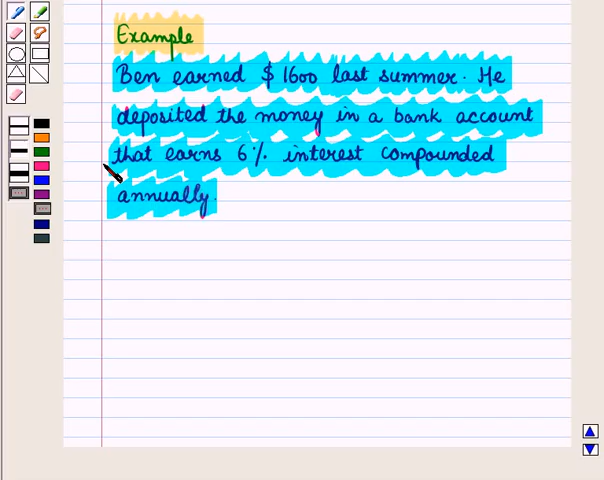 Example
Ben earned $ 1600 last summer. He
deposited the money in a bank account
that earns 6% interest compounded
annually.